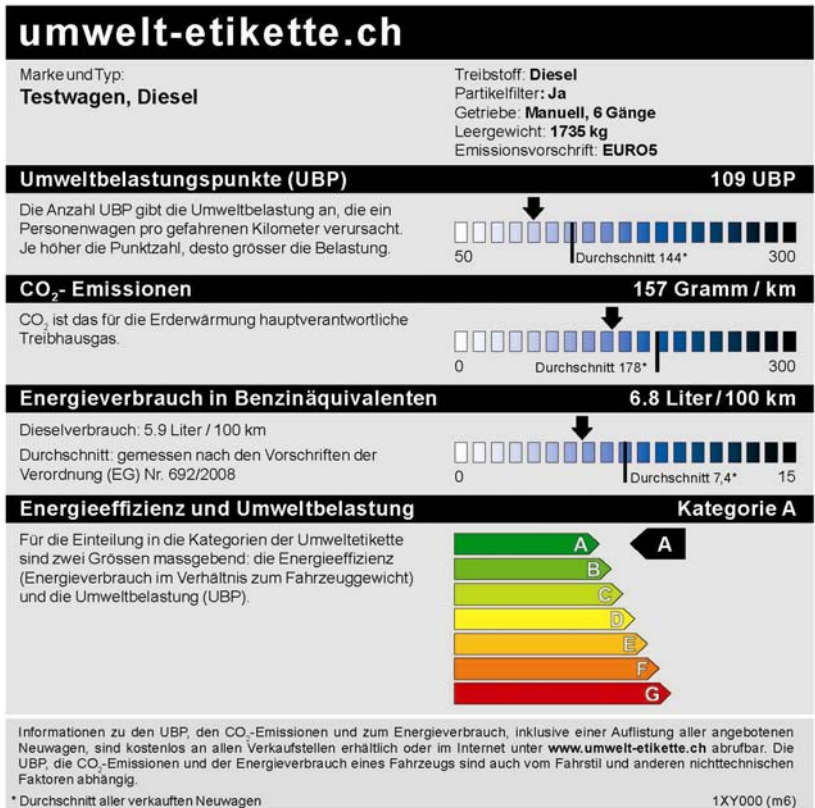 umwelt-etikette.ch
Marke und Typ:
Testwagen, Diesel
Treibstoff: Diesel
Partikelfilter: Ja
Getriebe: Manuell, 6 Gänge
Leergewicht: 1735 kg
Emissionsvorschrift: EURO5
Umweltbelastungspunkte (UBP) 109 UBP
Die Anzahl UBP gibt die Umweltbelastung an, die ein
Personenwagen pro gefahrenen Kilometer verursacht.
Je höher die Punktzahl, desto grösser die Belastung.
50 Durchschnitt 144* 300
CO₂- Emissionen 157 Gramm / km
CO₂ ist das für die Erderwärmung hauptverantwortliche
Treibhausgas.
0 Durchschnitt 178* 300
Energieverbrauch in Benzinäquivalenten 6.8 Liter / 100 km
Dieselverbrauch: 5.9 Liter / 100 km
Durchschnitt: gemessen nach den Vorschriften der
Verordnung (EG) Nr. 692/2008
0 Durchschnitt 7,4* 15
Energieeffizienz und Umweltbelastung Kategorie A
Für die Einteilung in die Kategorien der Umweltetikette
sind zwei Grössen massgebend: die Energieeffizienz
(Energieverbrauch im Verhältnis zum Fahrzeuggewicht)
und die Umweltbelastung (UBP).
A A
B
C
D
E
F
G
Informationen zu den UBP, den CO₂-Emissionen und zum Energieverbrauch, inklusive einer Auflistung aller angebotenen
Neuwagen, sind kostenlos an allen Verkaufstellen erhältlich oder im Internet unter www.umwelt-etikette.ch abrufbar. Die
UBP, die CO₂-Emissionen und der Energieverbrauch eines Fahrzeugs sind auch vom Fahrstil und anderen nichttechnischen
Faktoren abhängig.
* Durchschnitt aller verkauften Neuwagen 1XY000 (m6)